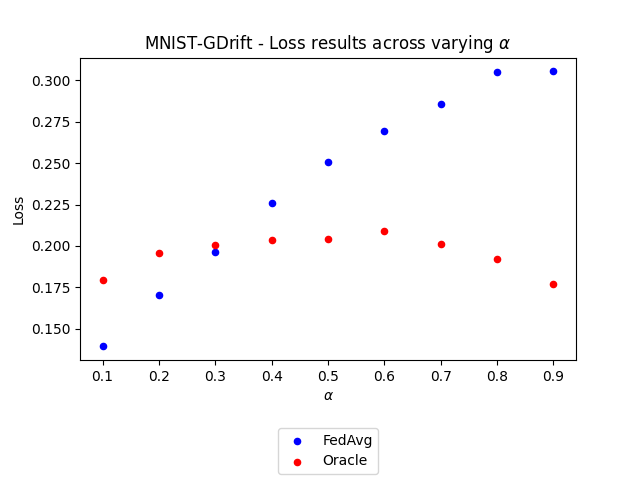 MNIST-GDrift - Loss results across varying α
Loss
0.300
0.275
0.250
0.225
0.200
0.175
0.150
0.1 0.2 0.3 0.4 0.5 0.6 0.7 0.8 0.9
α
FedAvg
Oracle